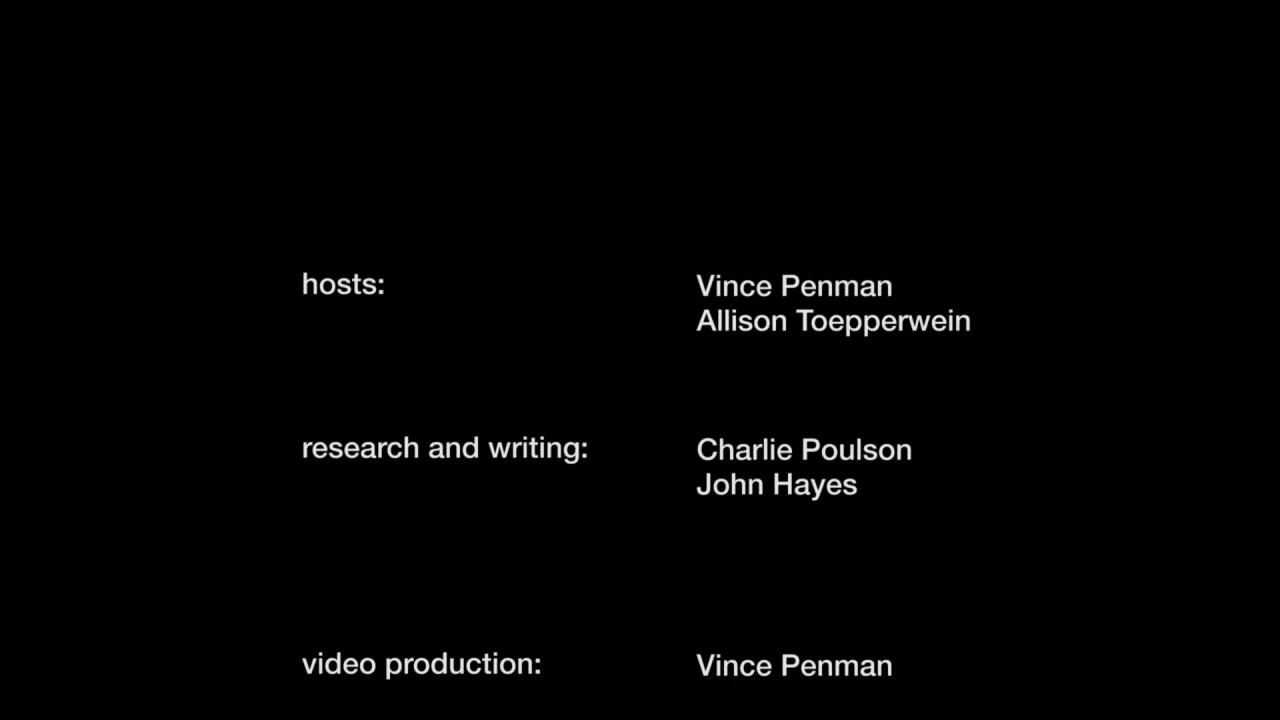 hosts: Vince Penman
Allison Toepperwein
research and writing: Charlie Poulson
John Hayes
video production: Vince Penman